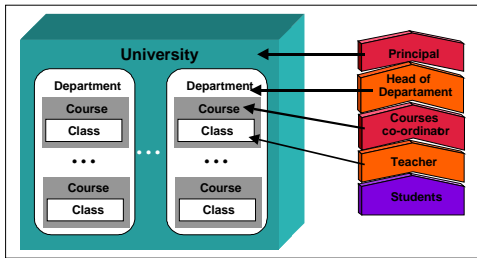 University
Department
Course
Class
• • •
Course
Class
• • •
Department
Course
Class
• • •
Course
Class
Principal
Head of
Departament
Courses
co-ordinabr
Teacher
Students